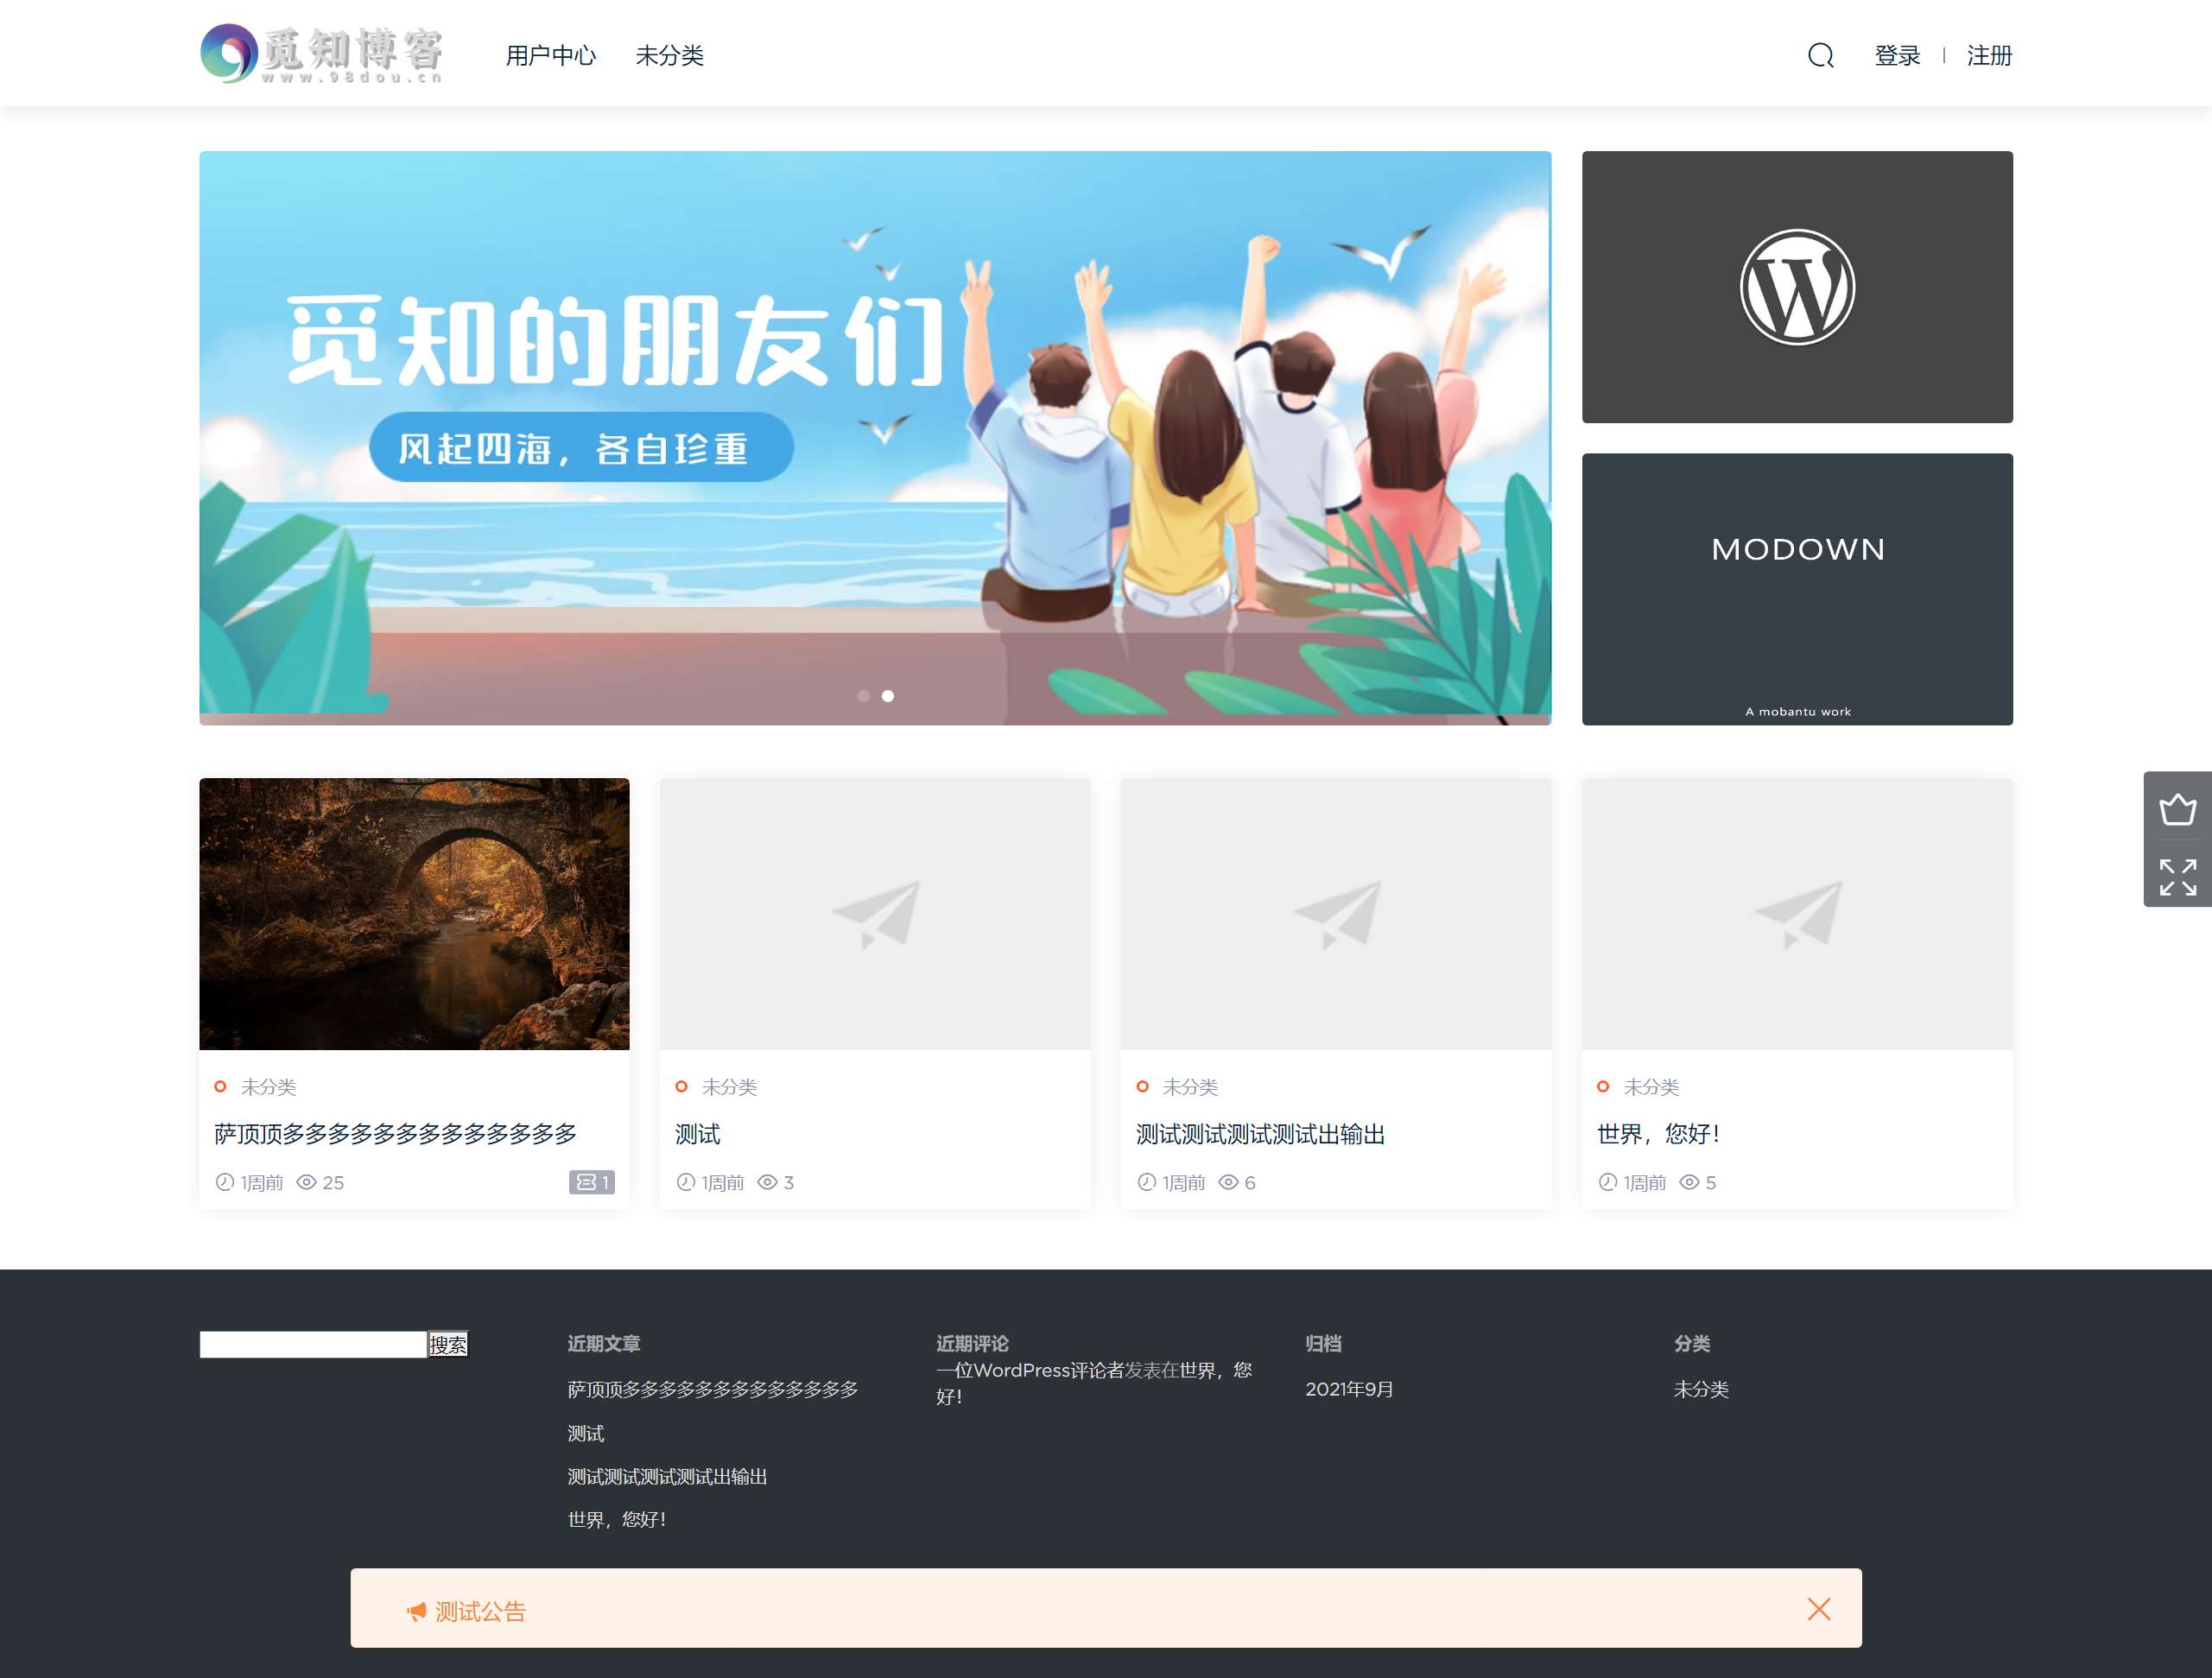 觅知博客
www.98dou.cn
用户中心 未分类
登录 | 注册
觅知的朋友们
风起四海，各自珍重
MODOWN
A mobantu work
未分类
萨顶顶多多多多多多多多多多多多多
1周前 25 1
未分类
测试
1周前 3
未分类
测试测试测试测试出输出
1周前 6
未分类
世界，您好！
1周前 5
搜索
近期文章
萨顶顶多多多多多多多多多多多多多
测试
测试测试测试测试出输出
世界，您好！
近期评论
一位WordPress评论者发表在世界，您
好！
归档
2021年9月
分类
未分类
测试公告